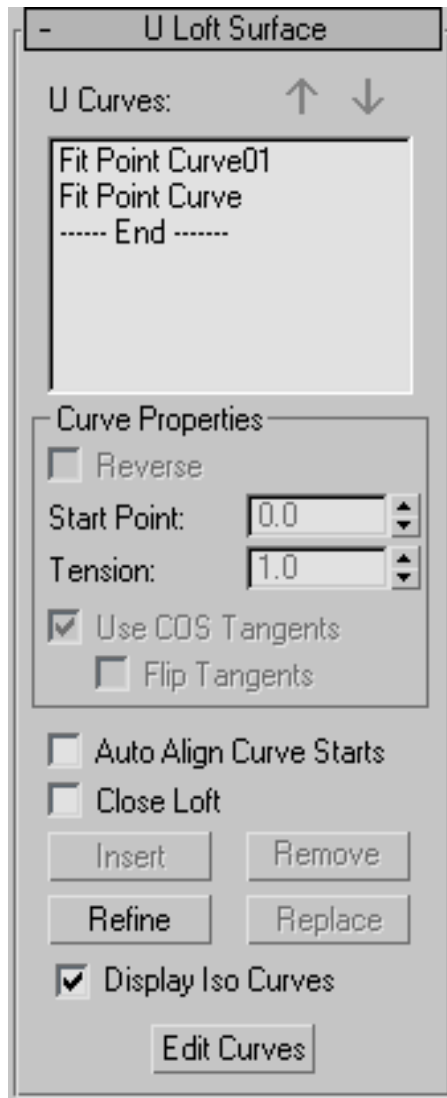 - U Loft Surface
U Curves:
Fit Point Curve01
Fit Point Curve
------ End -------
Curve Properties
Reverse
Start Point: 0.0
Tension: 1.0
Use COS Tangents
Flip Tangents
Auto Align Curve Starts
Close Loft
Insert Remove
Refine Replace
Display Iso Curves
Edit Curves